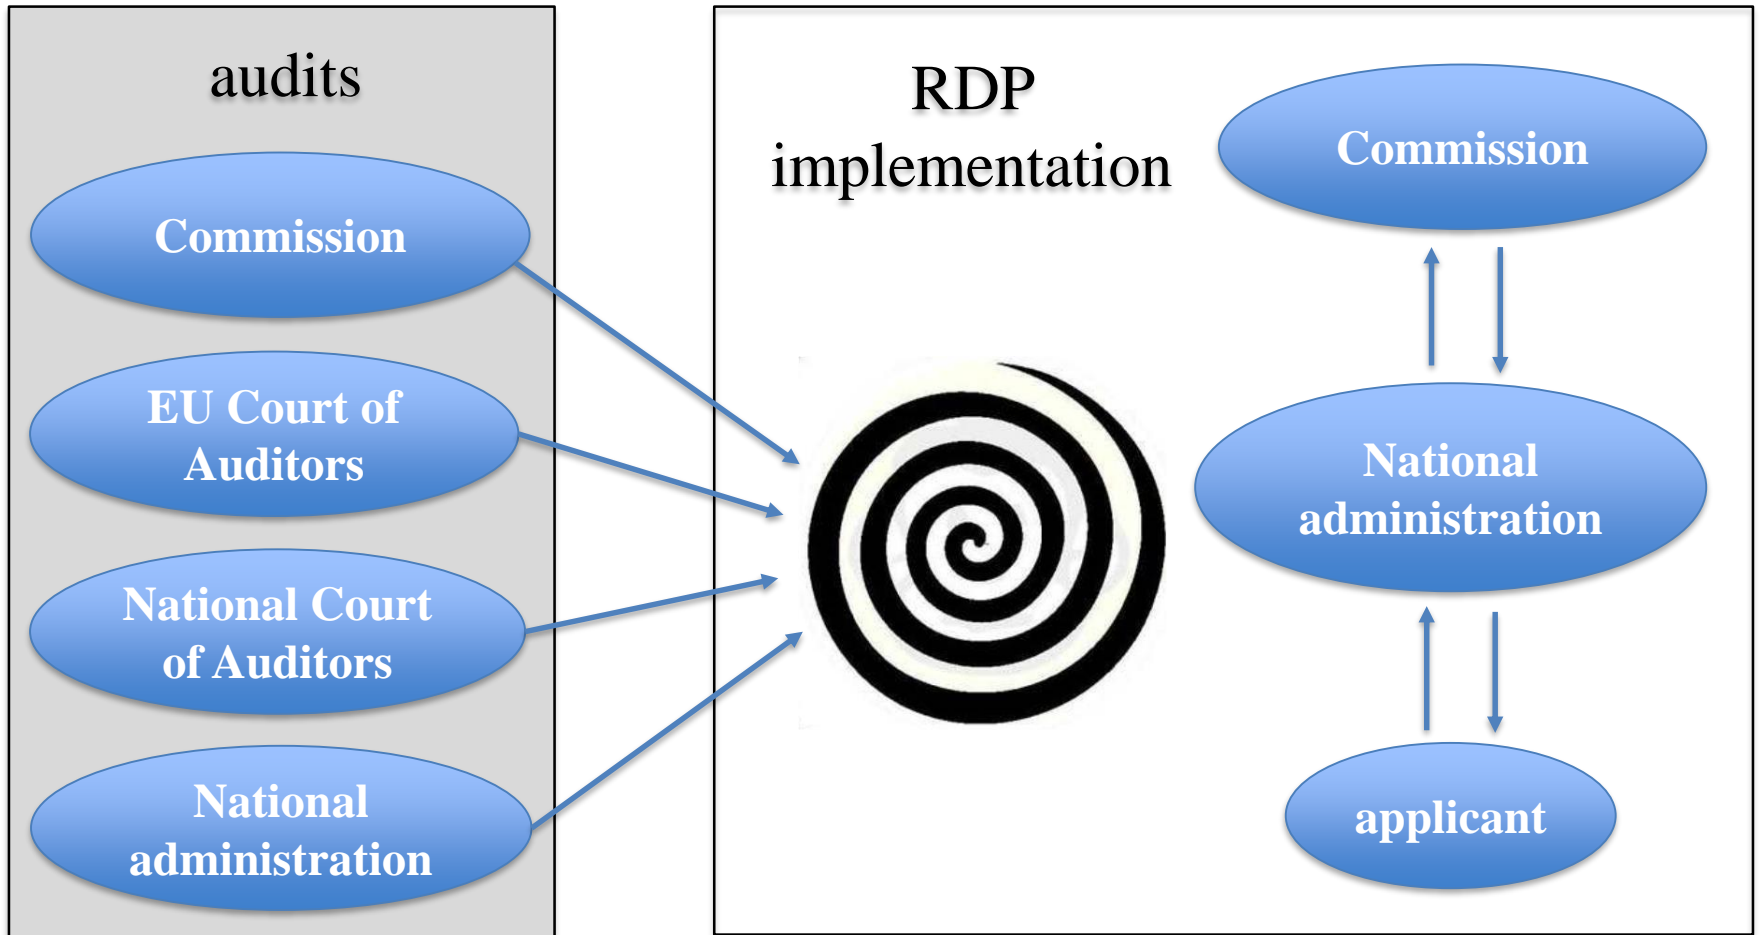 audits
Commission
EU Court of
Auditors
National Court
of Auditors
National
administration
RDP
implementation
Commission
National
administration
applicant